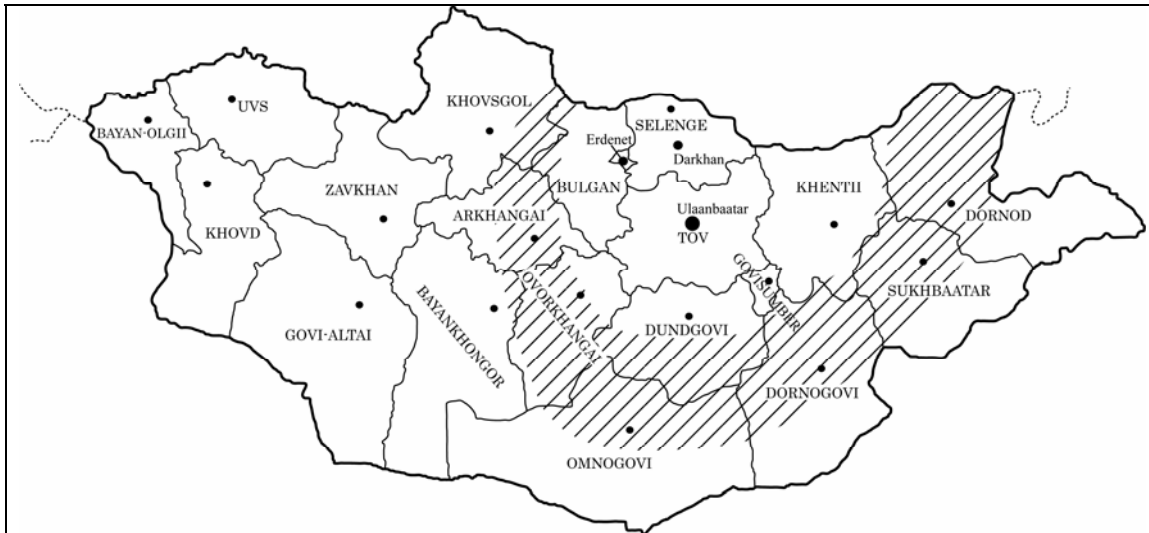 KHOVSGOL
UVS
BAYAN-OLGII
SELENGE
Erdenet
Darkhan
ZAVKHAN
BULGAN
KHENTII
ARKHANGAI
Ulaanbaatar
TOV
DORNOD
KHOVD
GOVISUMBER
OVORKHANGAI
SUKHBAATAR
BAYANKHONGOR
GOVI-ALTAI
DUNDGOVI
DORNOGOVI
OMNOGOVI